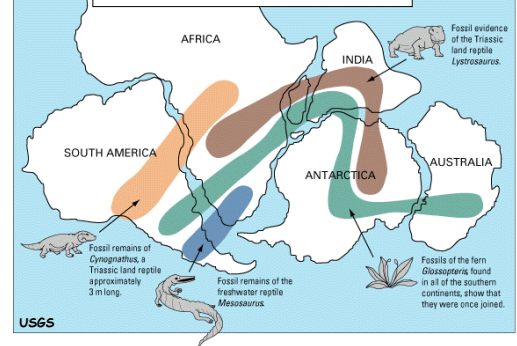 AFRICA
Fossil evidence
of the Triassic
land reptile
Lystrosaurus.
INDIA
SOUTH AMERICA
ANTARCTICA
AUSTRALIA
Fossil remains of
Cynognathus, a
Triassic land reptile
approximately
3 m long.
Fossil remains of the
freshwater reptile
Mesosaurus.
Fossils of the fern
Glossopteris, found
in all of the southern
continents, show that
they were once joined.
USGS